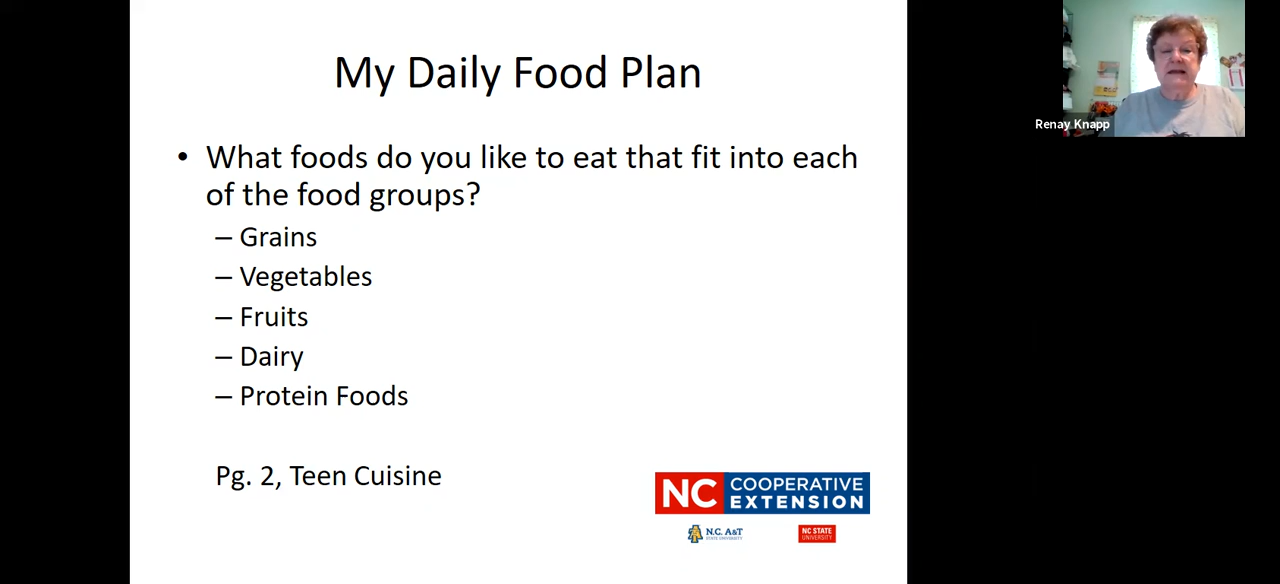 My Daily Food Plan
• What foods do you like to eat that fit into each
of the food groups?
– Grains
– Vegetables
– Fruits
– Dairy
– Protein Foods
Pg. 2, Teen Cuisine
NC COOPERATIVE
EXTENSION
N.C. A&T
STATE UNIVERSITY
NC STATE
UNIVERSITY
Renay Knapp